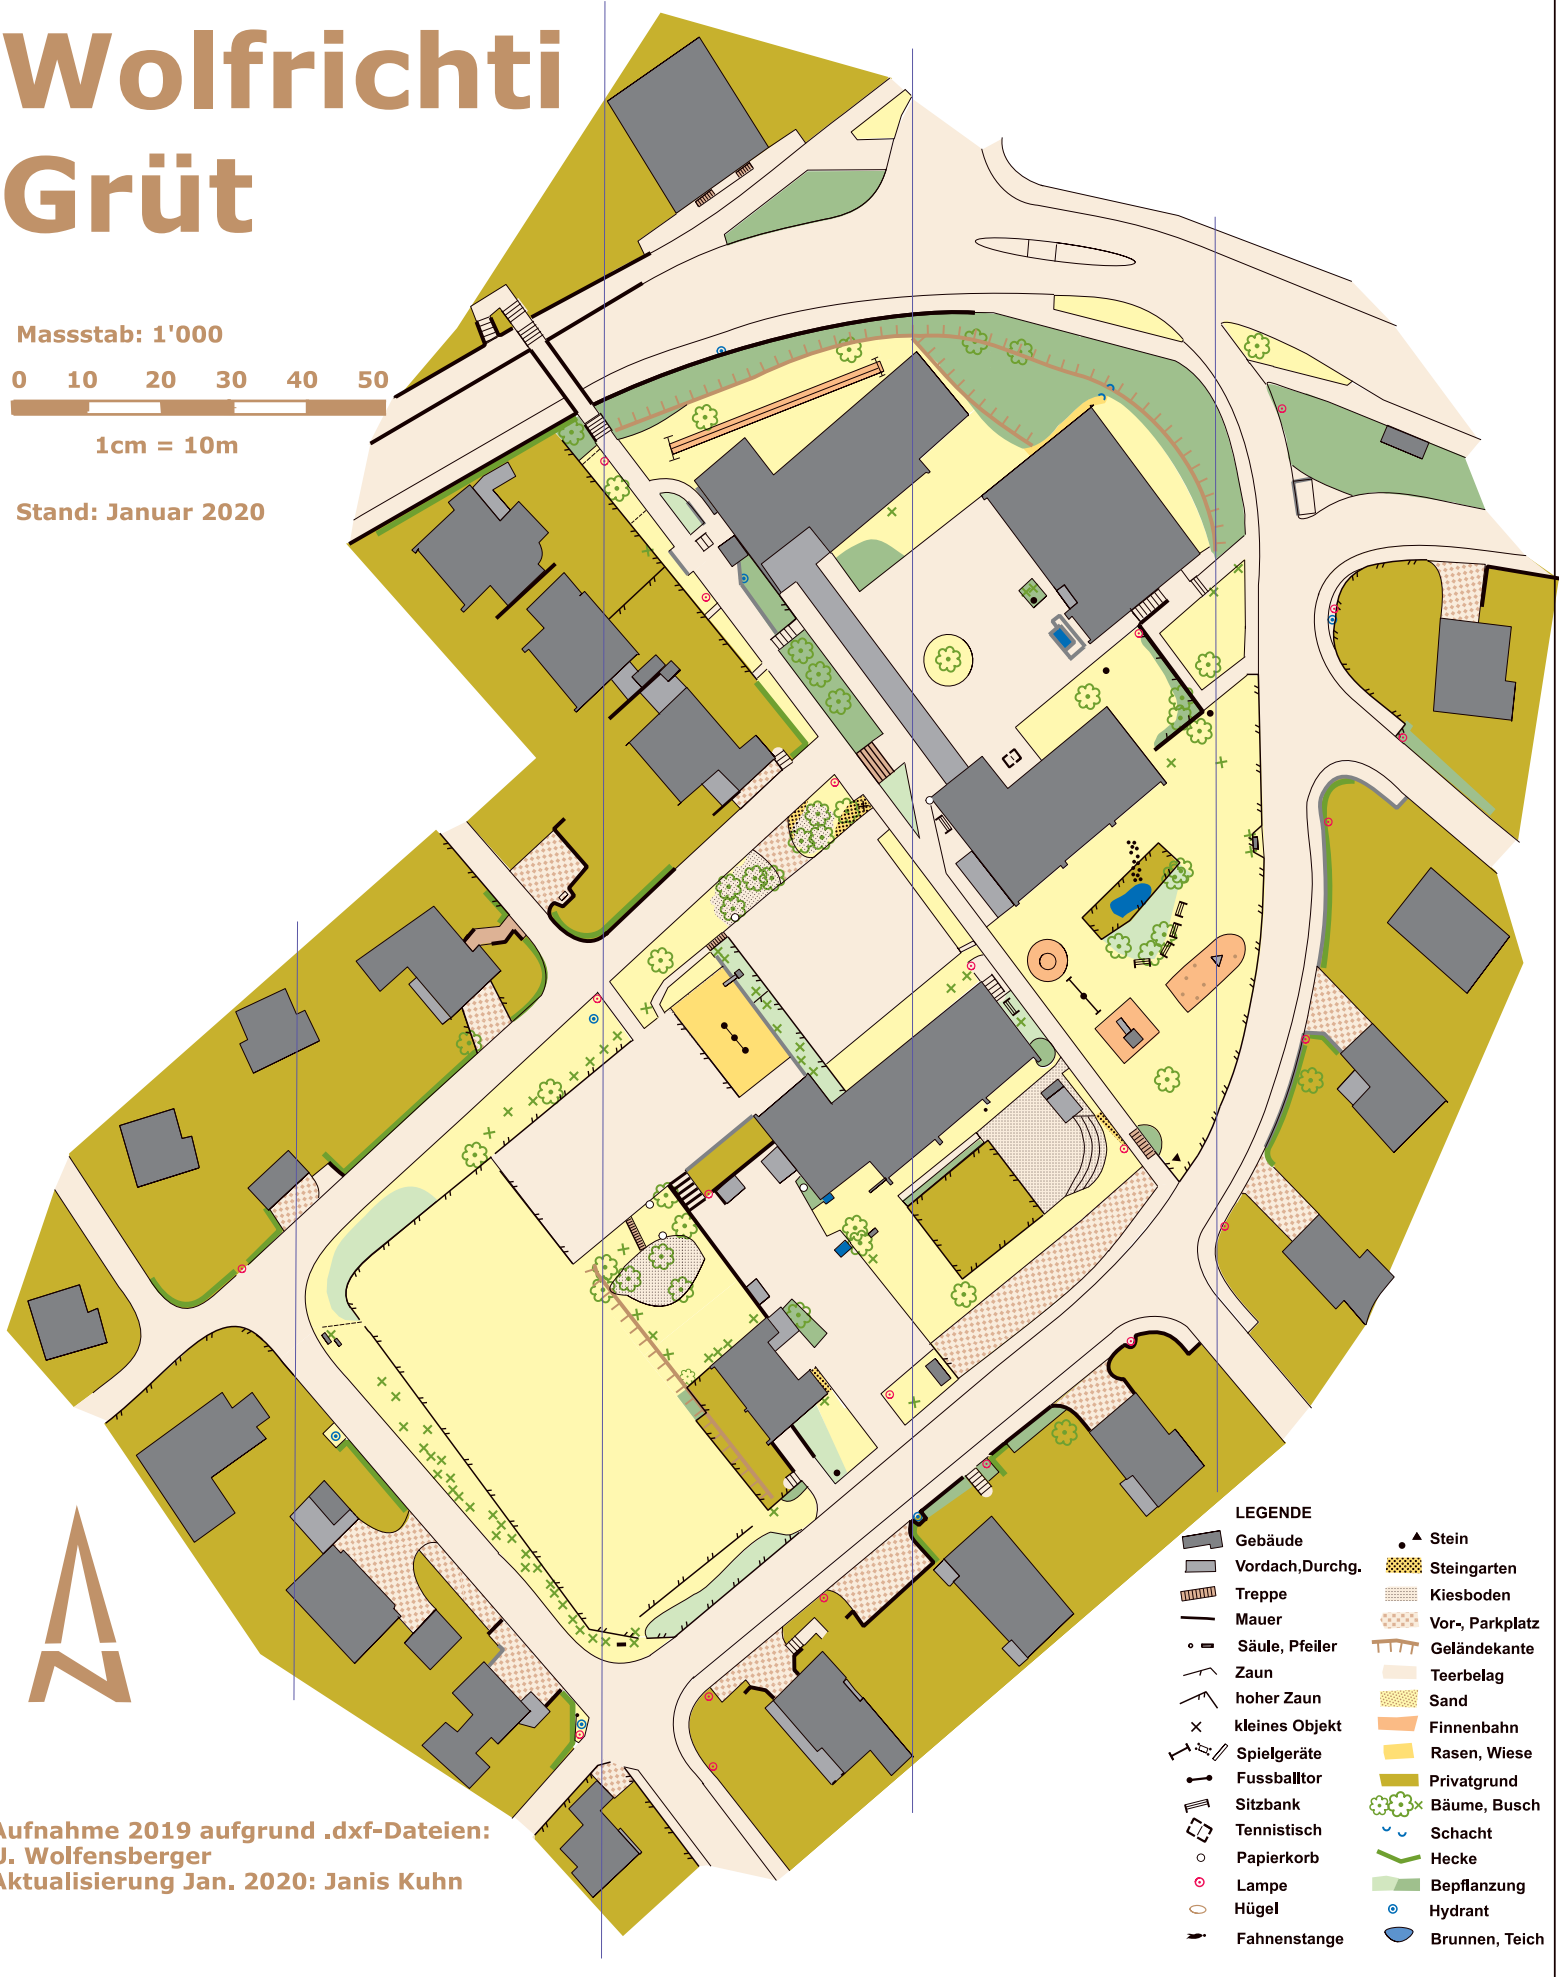 Wolfrichti
Grüt
Massstab: 1'000
0 10 20 30 40 50
1cm = 10m
Stand: Januar 2020
LEGENDE
Gebäude
Vordach,Durchg.
Treppe
Mauer
Säule, Pfeiler
Zaun
hoher Zaun
kleines Objekt
Spielgeräte
Fussballtor
Sitzbank
Tennistisch
Papierkorb
Lampe
Hügel
Fahnenstange
Stein
Steingarten
Kiesboden
Vor-, Parkplatz
Geländekante
Teerbelag
Sand
Finnenbahn
Rasen, Wiese
Privatgrund
Bäume, Busch
Schacht
Hecke
Bepflanzung
Hydrant
Brunnen, Teich
Aufnahme 2019 aufgrund .dxf-Dateien:
J. Wolfensberger
Aktualisierung Jan. 2020: Janis Kuhn